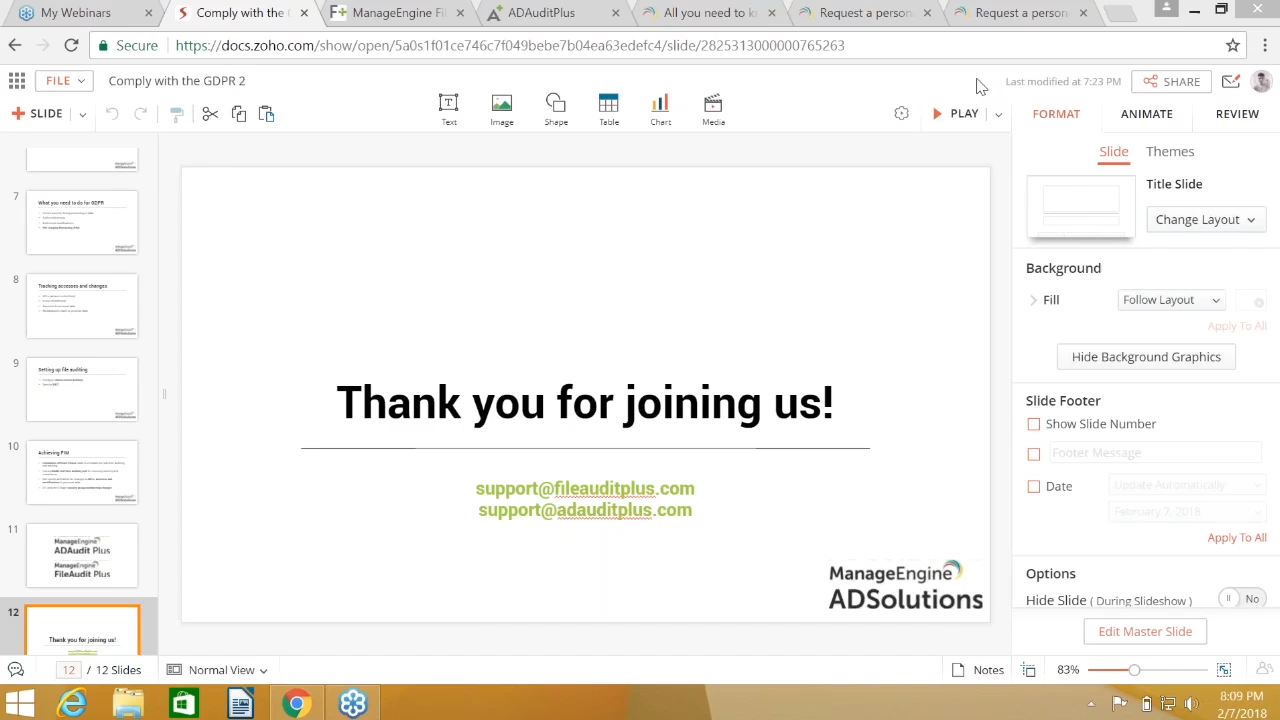 My Webinars
Comply with the
ManageEngine File
ADAudit Plus
All you need to k
Request a person
Request a
Secure https://docs.zoho.com/show/open/5a0s1f01ce746c7f049bebe7b04ea63edefc4/slide/2825313000000765263
FILE Comply with the GDPR 2 Last modified at 7:23 PM SHARE
SLIDE Text Image Shape Table Chart Media PLAY FORMAT ANIMATE REVIEW
Slide Themes
Title Slide
Change Layout
Background
Fill Follow Layout
Apply To All
Hide Background Graphics
Slide Footer
Show Slide Number
Footer Message
Date Update Automatically
February 7, 2018
Apply To All
Options
Hide Slide ( During Slideshow ) No
Edit Master Slide
7
What you need to do for GDPR
8
Tracking accesses and changes
9
Setting up file auditing
10
Achieving FIM
11
ManageEngine
ADAudit Plus
ManageEngine
FileAudit Plus
12
Thank you for joining us!
Thank you for joining us!
support@fileauditplus.com
support@adauditplus.com
ManageEngine
ADSolutions
12 / 12 Slides Normal View Notes 83%
8:09 PM
2/7/2018